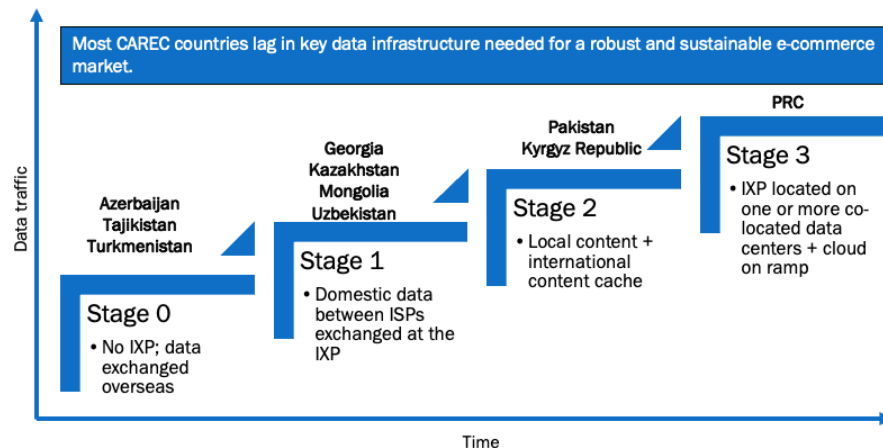 Most CAREC countries lag in key data infrastructure needed for a robust and sustainable e-commerce
market.
PRC
Pakistan
Kyrgyz Republic
Georgia
Kazakhstan
Mongolia
Uzbekistan
Azerbaijan
Tajikistan
Turkmenistan
Data traffic
Stage 0
• No IXP; data
exchanged
overseas
Stage 1
• Domestic data
between ISPs
exchanged at the
IXP
Stage 2
• Local content +
international
content cache
Stage 3
• IXP located on
one or more co-
located data
centers + cloud
on ramp
Time